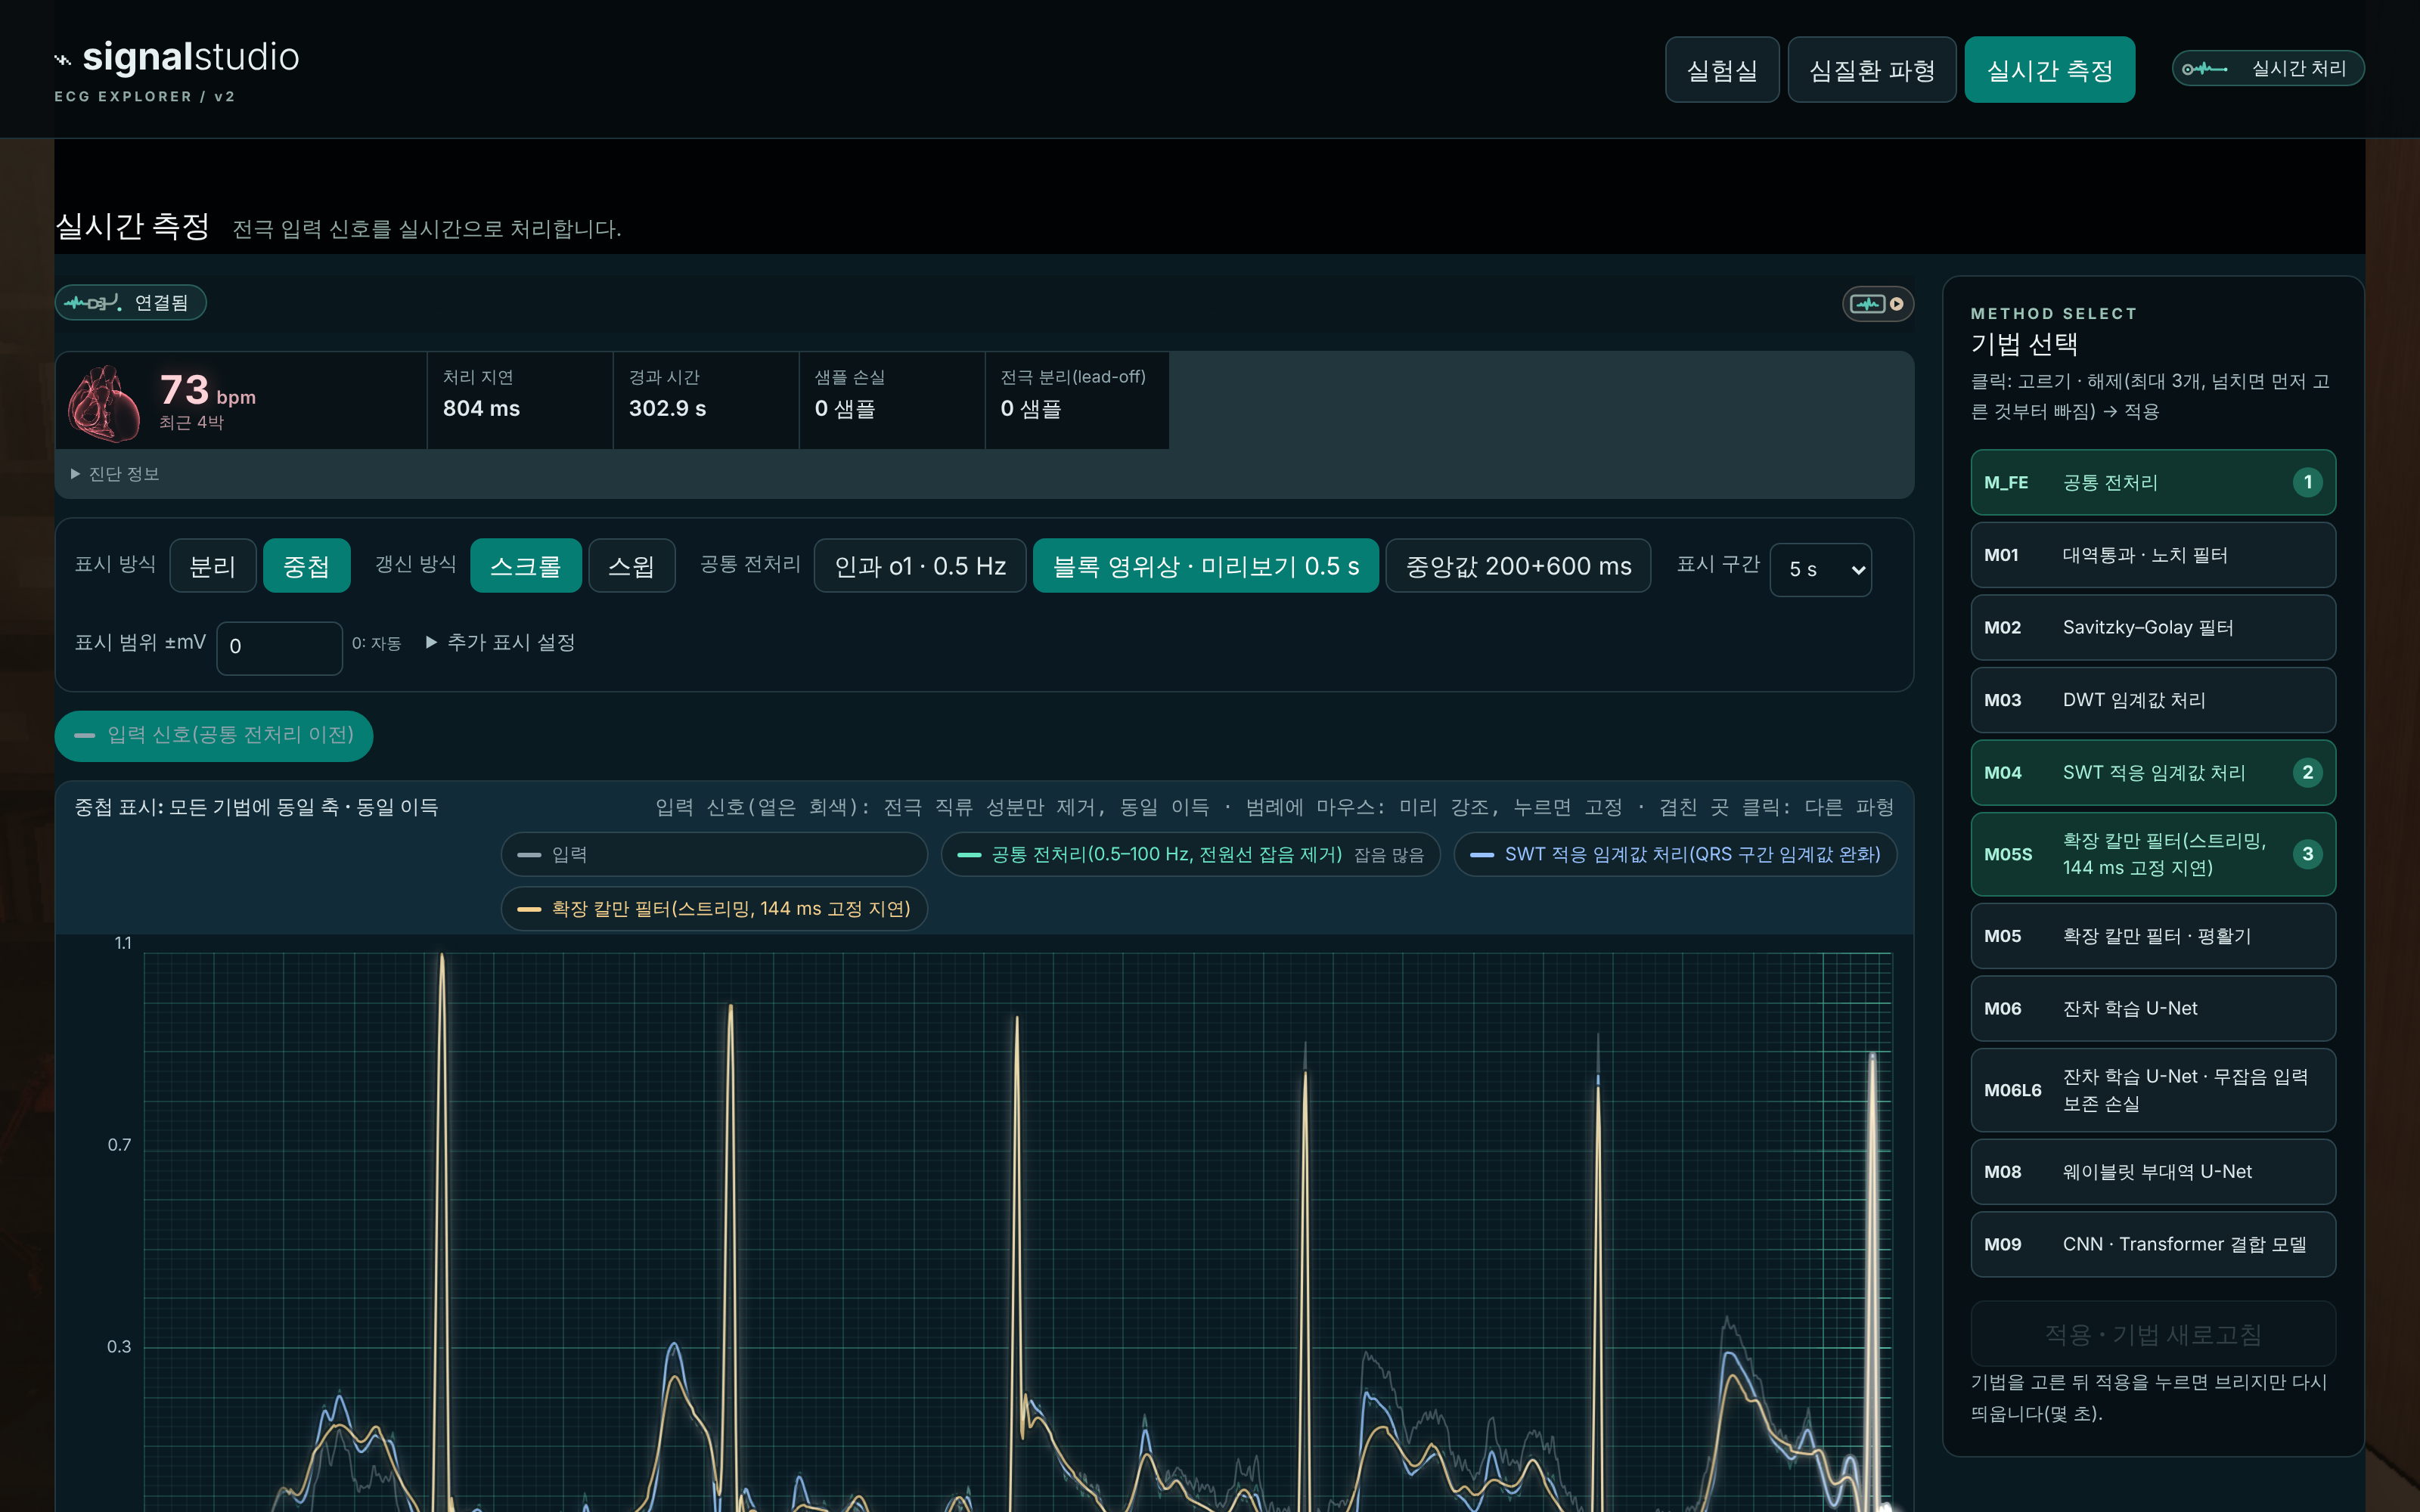 signalstudio
ECG EXPLORER / v2
실험실
심질환 파형
실시간 측정
실시간 처리
실시간 측정
전극 입력 신호를 실시간으로 처리합니다.
연결됨
73 bpm
최근 4박
처리 지연
804 ms
경과 시간
302.9 s
샘플 손실
0 샘플
전극 분리(lead-off)
0 샘플
▶ 진단 정보
표시 방식
분리
중첩
갱신 방식
스크롤
스윕
공통 전처리
인과 o1 · 0.5 Hz
블록 영위상 · 미리보기 0.5 s
중앙값 200+600 ms
표시 구간
5 s
표시 범위 ±mV
0
0: 자동
▶ 추가 표시 설정
입력 신호(공통 전처리 이전)
중첩 표시: 모든 기법에 동일 축 · 동일 이득
입력 신호(옅은 회색): 전극 직류 성분만 제거, 동일 이득 · 범례에 마우스: 미리 강조, 누르면 고정 · 겹친 곳 클릭: 다른 파형
입력
공통 전처리(0.5–100 Hz, 전원선 잡음 제거) 잡음 많음
SWT 적응 임계값 처리(QRS 구간 임계값 완화)
확장 칼만 필터(스트리밍, 144 ms 고정 지연)
1.1
0.7
0.3
METHOD SELECT
기법 선택
클릭: 고르기 · 해제(최대 3개, 넘치면 먼저 고
른 것부터 빠짐) → 적용
M_FE 공통 전처리 1
M01 대역통과 · 노치 필터
M02 Savitzky–Golay 필터
M03 DWT 임계값 처리
M04 SWT 적응 임계값 처리 2
M05S 확장 칼만 필터(스트리밍,
144 ms 고정 지연) 3
M05 확장 칼만 필터 · 평활기
M06 잔차 학습 U-Net
M06L6 잔차 학습 U-Net · 무잡음 입력
보존 손실
M08 웨이블릿 부대역 U-Net
M09 CNN · Transformer 결합 모델
적용 · 기법 새로고침
기법을 고른 뒤 적용을 누르면 브리지만 다시
띄웁니다(몇 초).